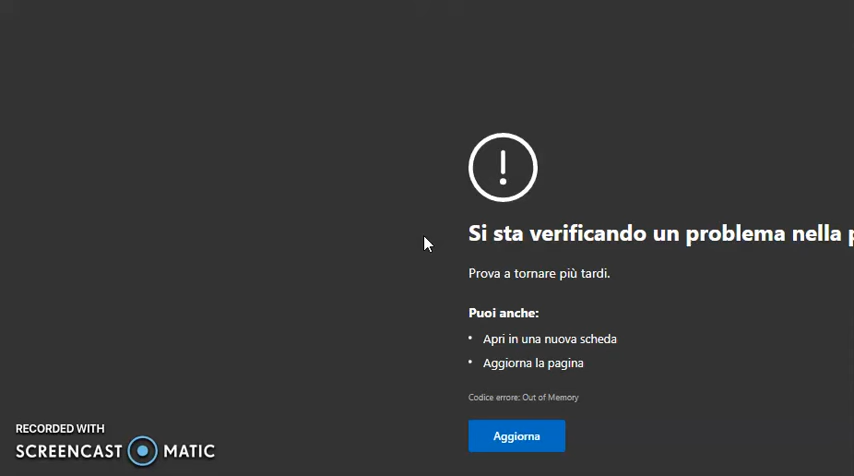 Si sta verificando un problema nella
Prova a tornare più tardi.
Puoi anche:
• Apri in una nuova scheda
• Aggiorna la pagina
Codice errore: Out of Memory
Aggiorna
RECORDED WITH
SCREENCAST MATIC